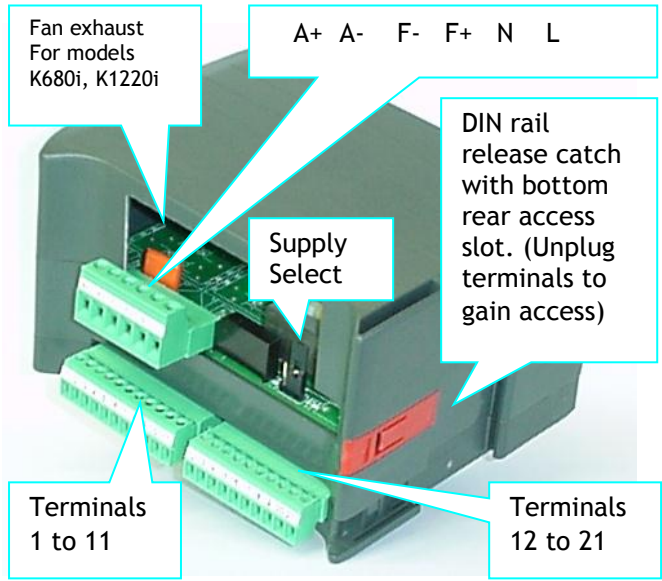 Fan exhaust
For models
K680i, K1220i
A+ A- F- F+ N L
DIN rail
release catch
with bottom
rear access
slot. (Unplug
terminals to
gain access)
Supply
Select
Terminals
1 to 11
Terminals
12 to 21